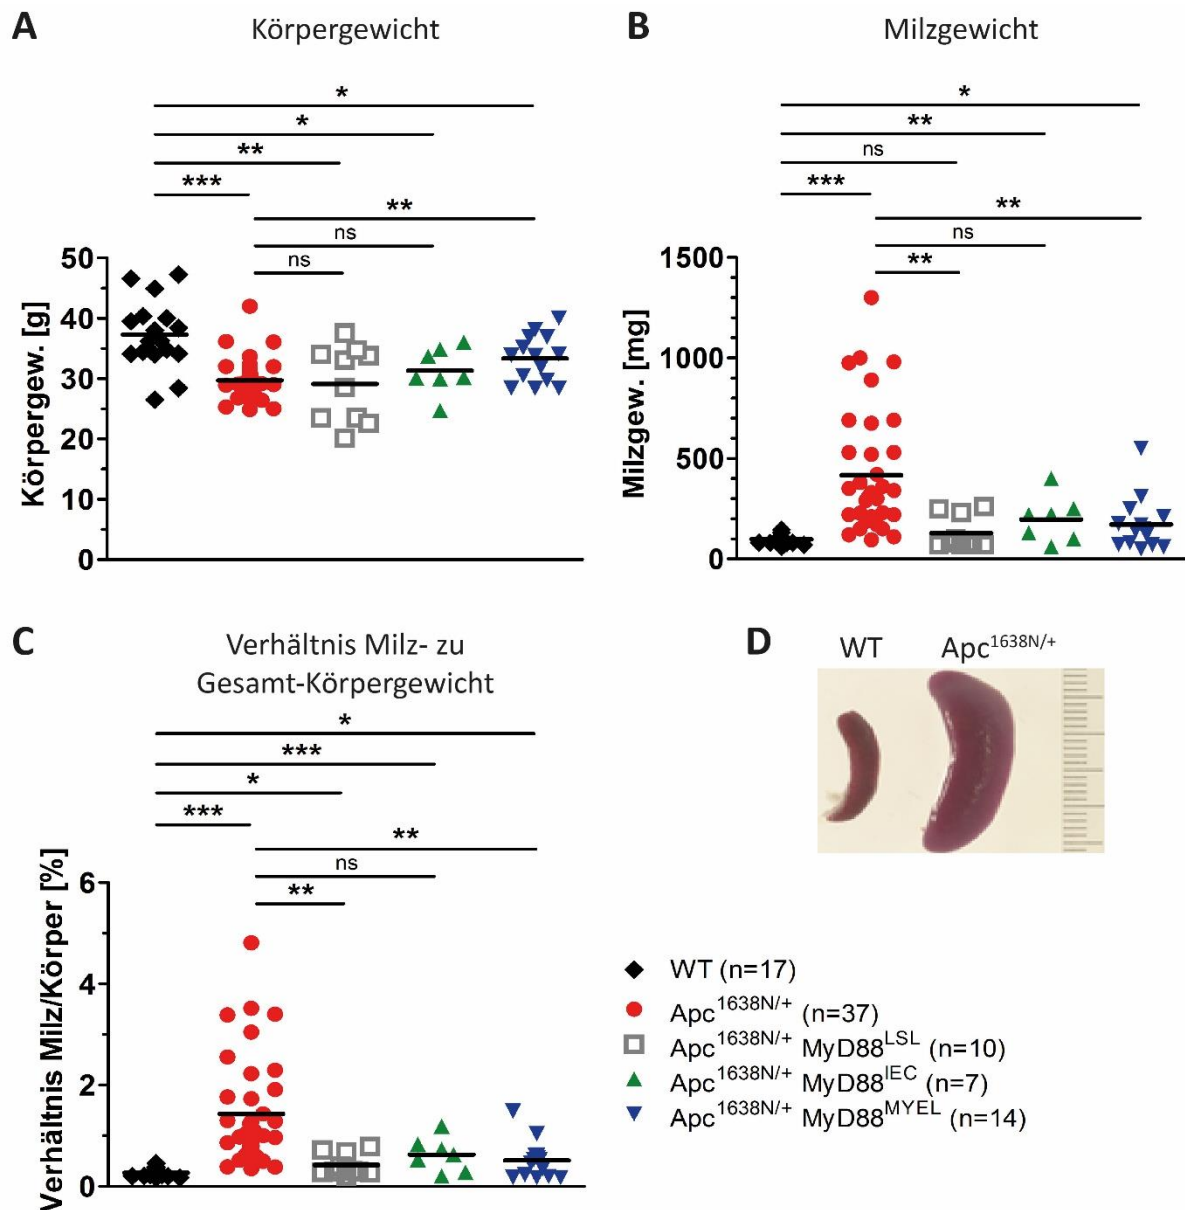 A
Körpergewicht
*
*
**
***
**
ns
ns
Körpergew. [g]
50
40
30
20
10
0
B
Milzgewicht
*
**
ns
***
**
ns
**
Milzgew. [mg]
1500
1000
500
0
C
Verhältnis Milz- zu
Gesamt-Körpergewicht
*
***
*
***
**
ns
**
Verhältnis Milz/Körper [%]
6
4
2
0
D
WT Apc1638N/+
WT (n=17)
Apc1638N/+ (n=37)
Apc1638N/+ MyD88LSL (n=10)
Apc1638N/+ MyD88IEC (n=7)
Apc1638N/+ MyD88MYEL (n=14)